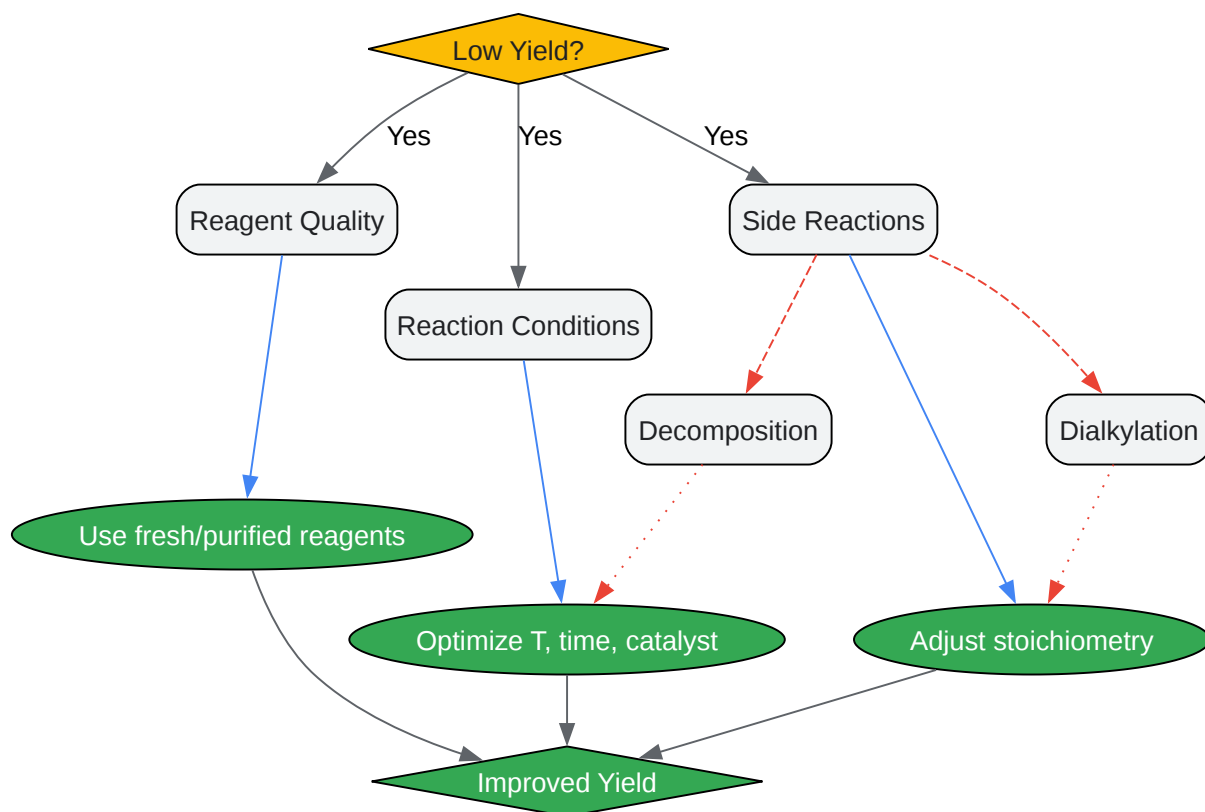 Low Yield?
Yes
Yes
Yes
Reagent Quality
Side Reactions
Reaction Conditions
Decomposition
Dialkylation
Use fresh/purified reagents
Optimize T, time, catalyst
Adjust stoichiometry
Improved Yield